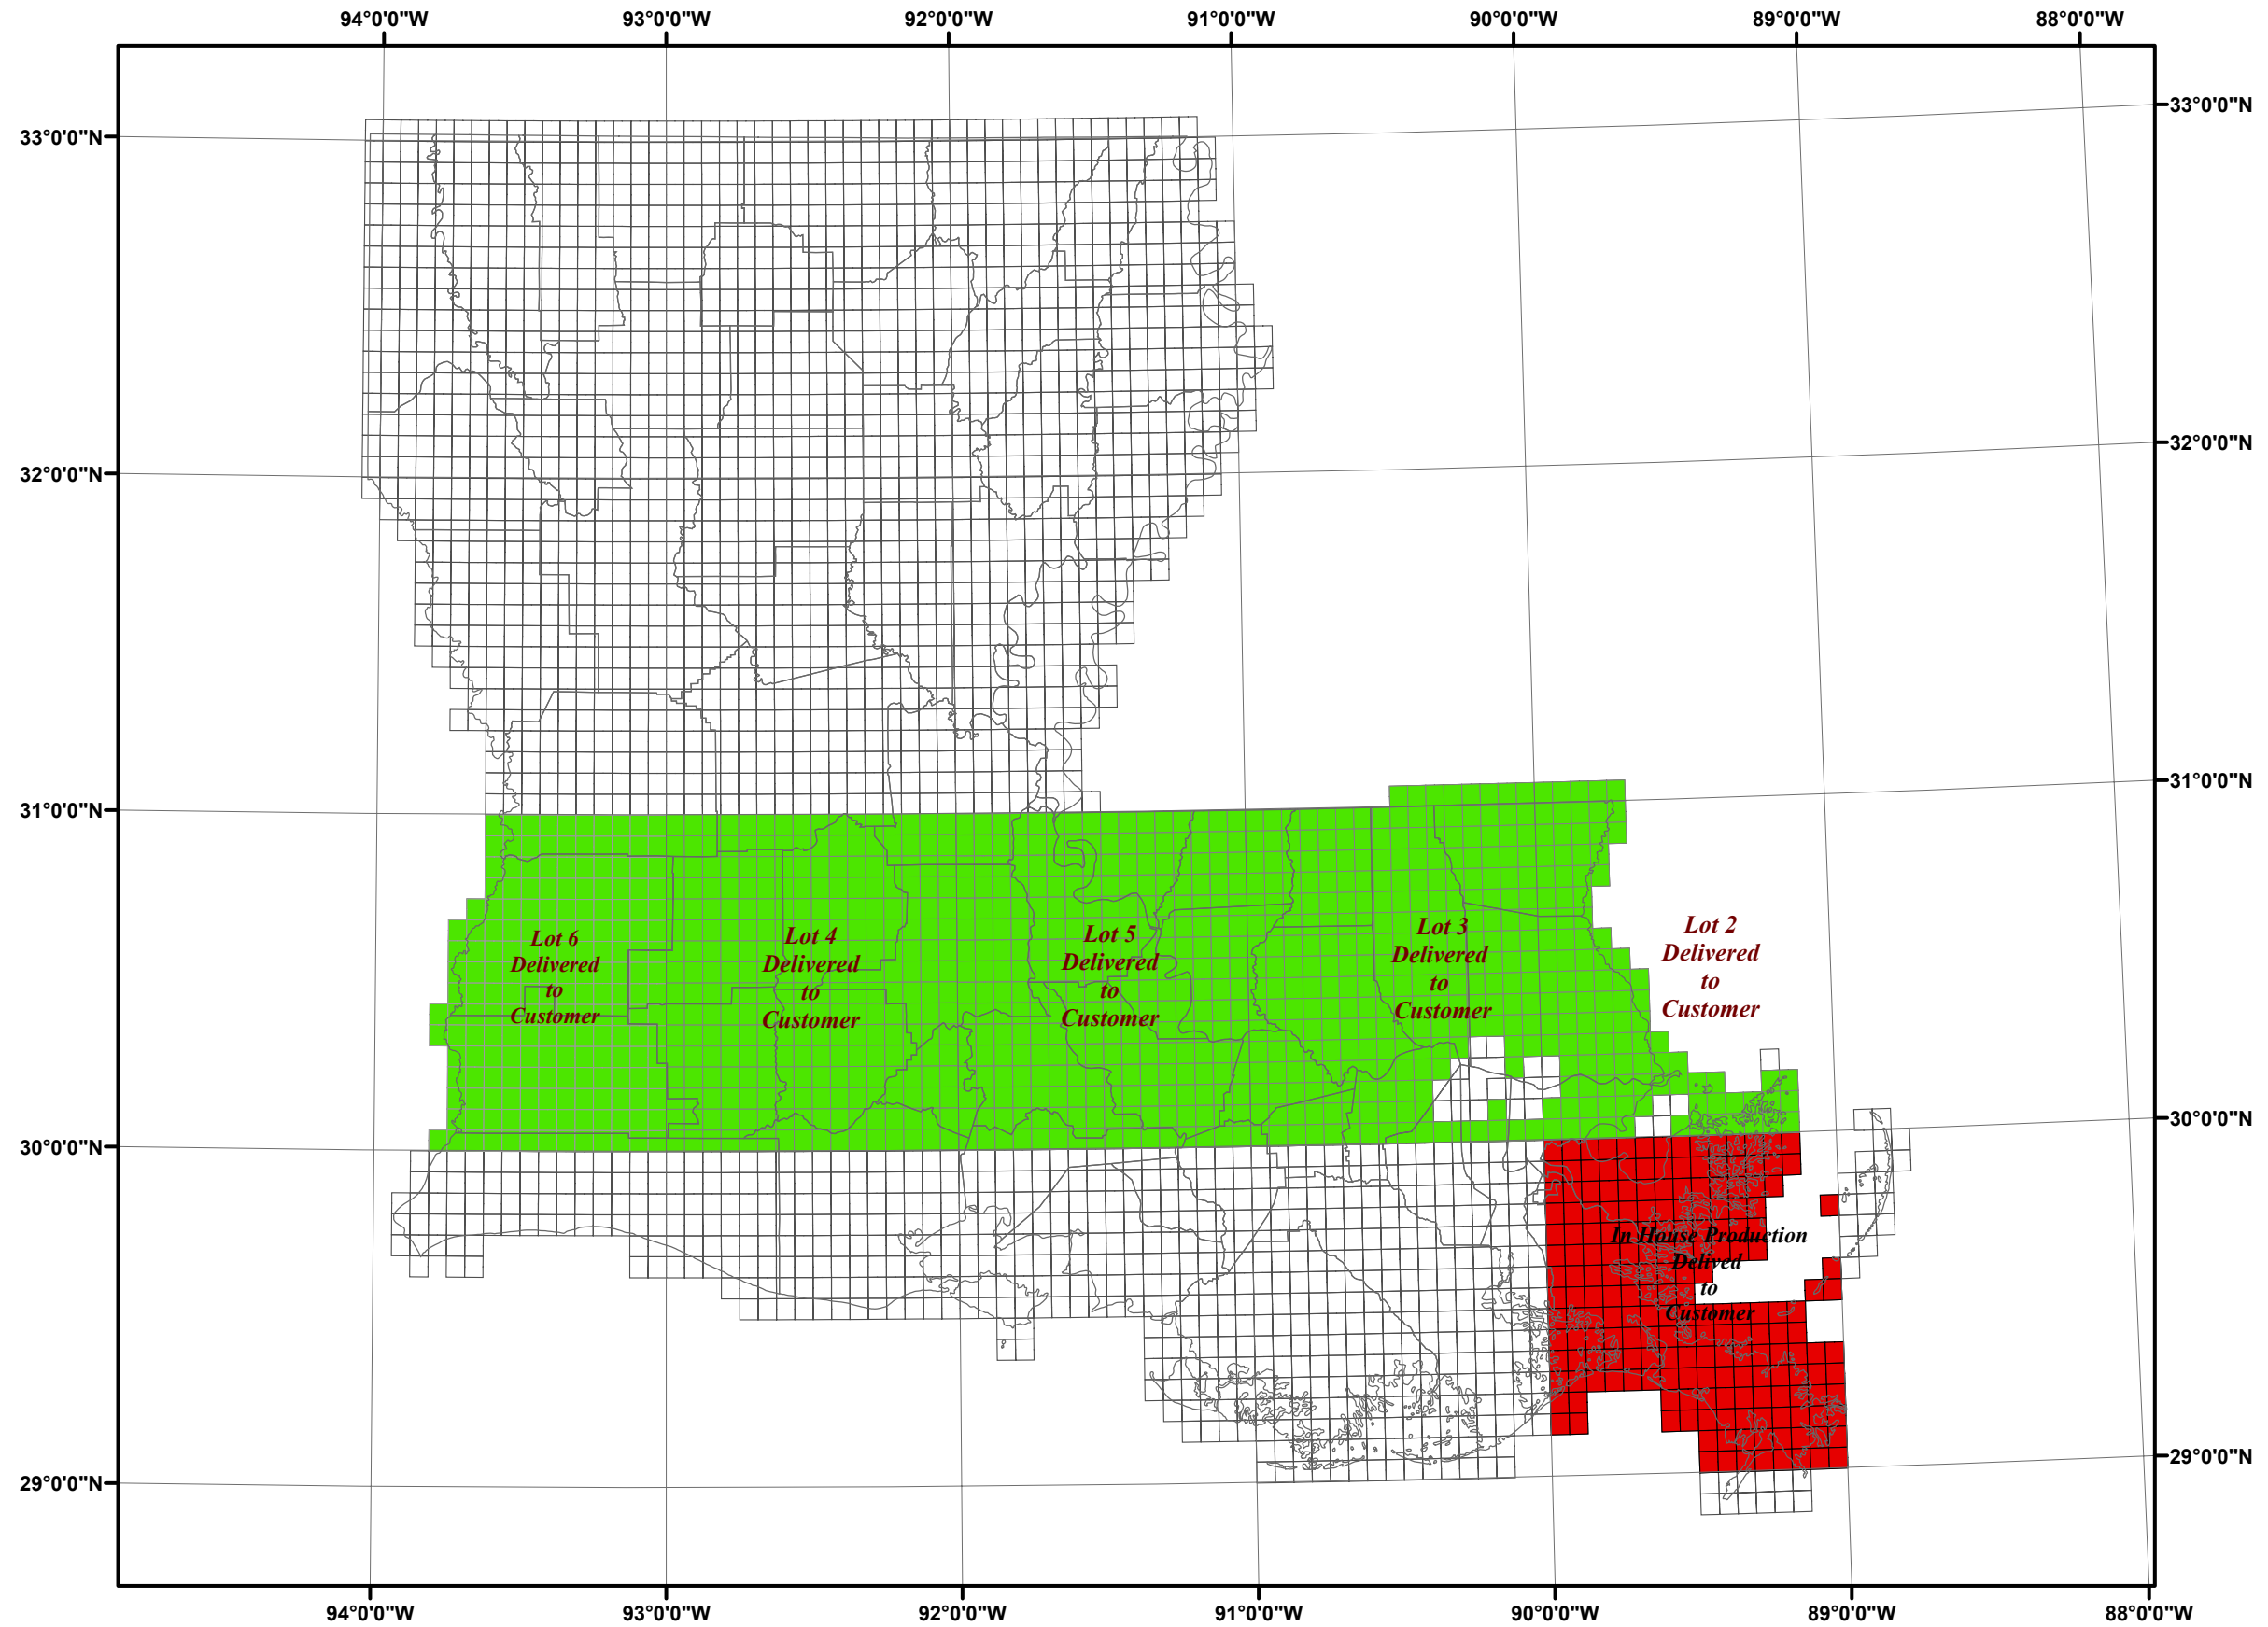 94°0'0"W 93°0'0"W 92°0'0"W 91°0'0"W 90°0'0"W 89°0'0"W 88°0'0"W
33°0'0"N 33°0'0"N
32°0'0"N 32°0'0"N
31°0'0"N 31°0'0"N
Lot 6
Delivered
to
Customer
Lot 4
Delivered
to
Customer
Lot 5
Delivered
to
Customer
Lot 3
Delivered
to
Customer
Lot 2
Delivered
to
Customer
30°0'0"N 30°0'0"N
In House Production
Delived
to
Customer
29°0'0"N 29°0'0"N
94°0'0"W 93°0'0"W 92°0'0"W 91°0'0"W 90°0'0"W 89°0'0"W 88°0'0"W